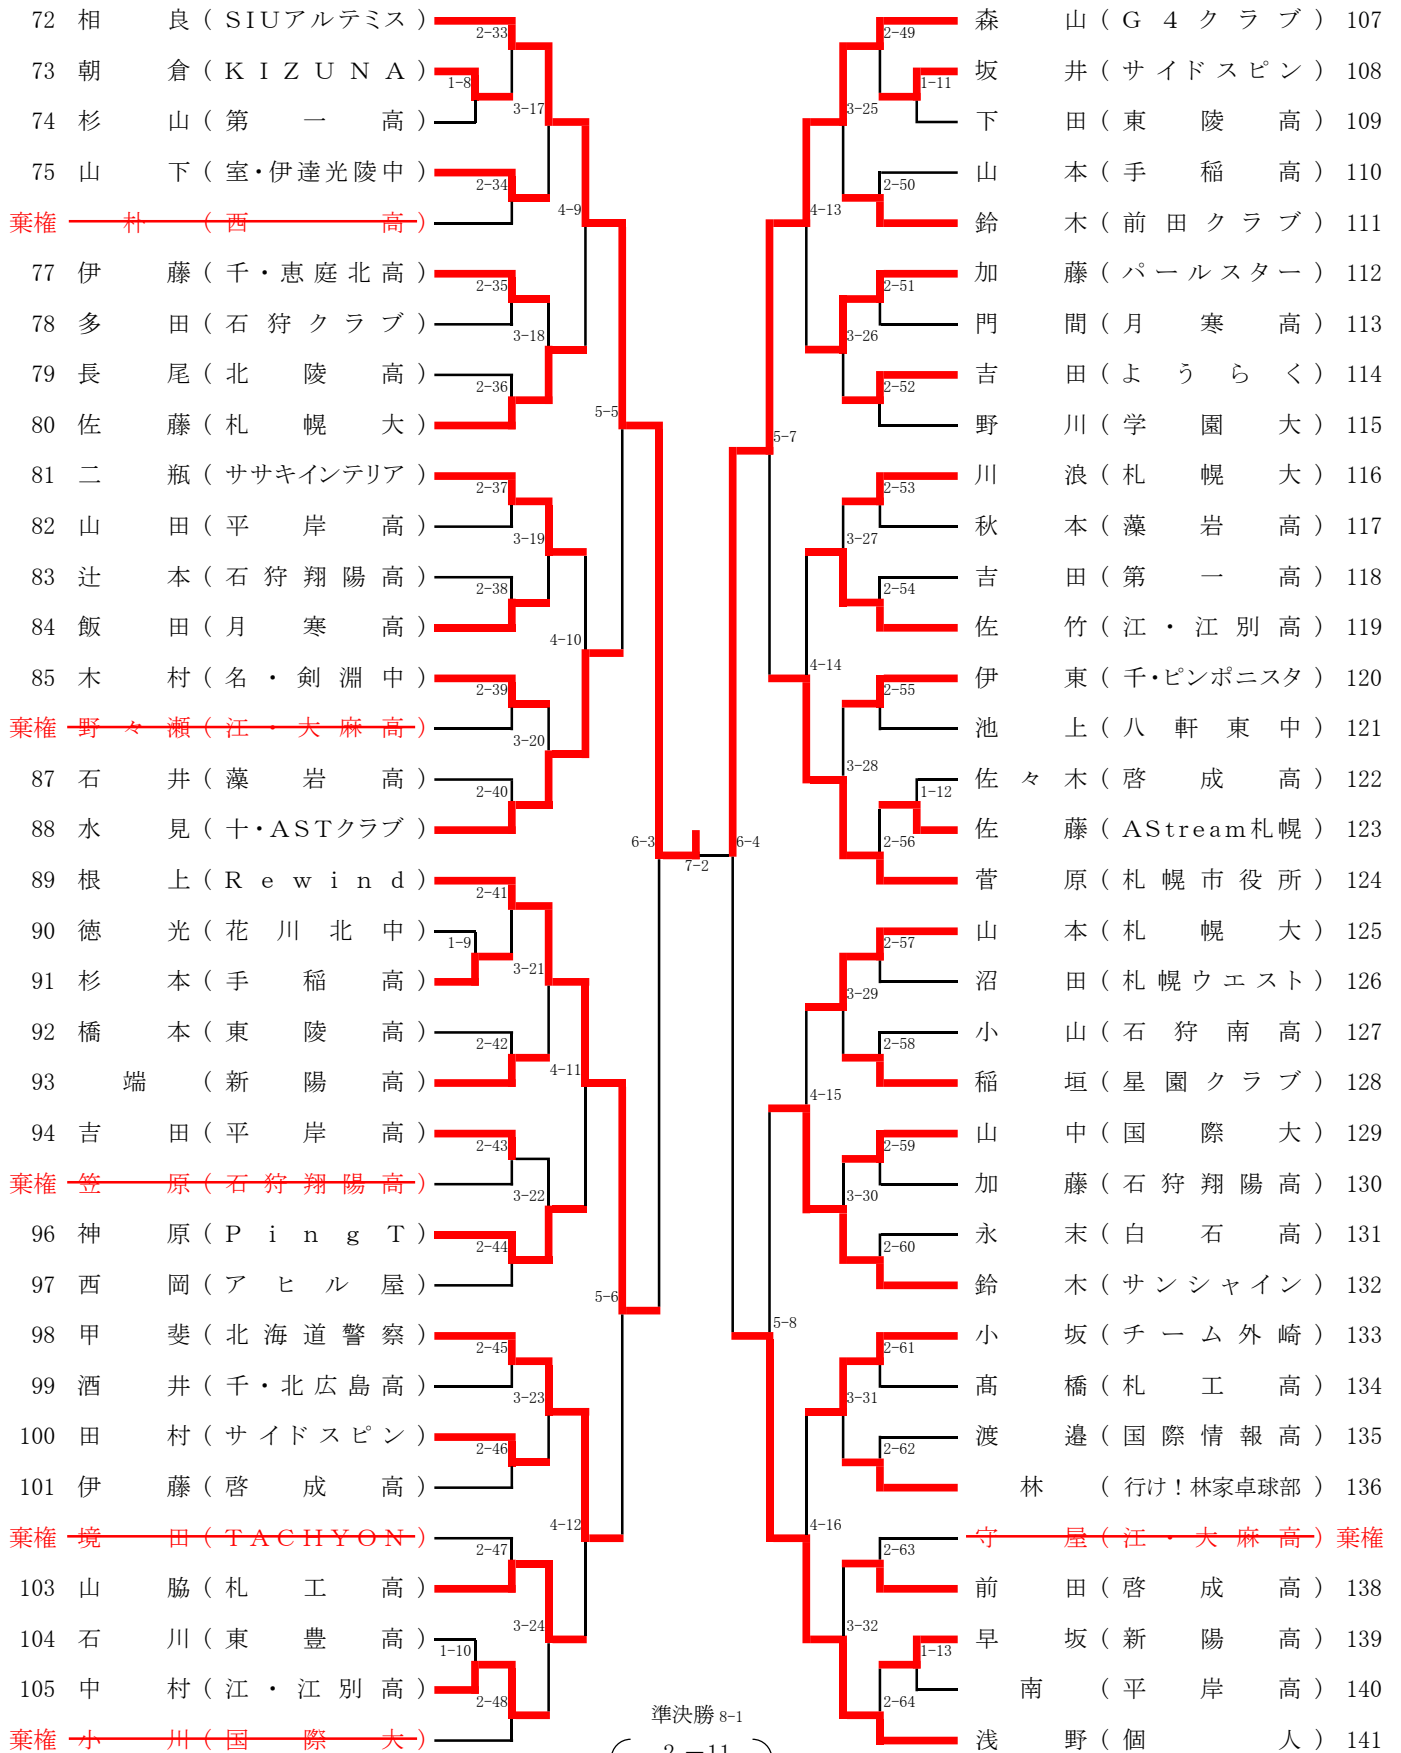 72 相良(SIUアルテミス)
73 朝倉(KIZUNA)
74 杉山(第一高)
75 山下(室・伊達光陵中)
棄権 朴(西高)
77 伊藤(千・恵庭北高)
78 多田(石狩クラブ)
79 長尾(北陵高)
80 佐藤(札幌大)
81 二瓶(ササキインテリア)
82 山田(平岸高)
83 辻本(石狩翔陽高)
84 飯田(月寒高)
85 木村(名・剣淵中)
棄権 野々瀬(江・大麻高)
87 石井(藻岩高)
88 水見(十・ASTクラブ)
89 根上(Rewind)
90 徳光(花川北中)
91 杉本(手稲高)
92 橋本(東陵高)
93 端(新陽高)
94 吉田(平岸高)
棄権 笠原(石狩翔陽高)
96 神原(PingT)
97 西岡(アヒル屋)
98 甲斐(北海道警察)
99 酒井(千・北広島高)
100 田村(サイドスピン)
101 伊藤(啓成高)
棄権 境田(TACHYON)
103 山脇(札工高)
104 石川(東豊高)
105 中村(江・江別高)
棄権 小川(国際大)
2-33
1-8
3-17
2-34
4-9
2-35
3-18
2-36
5-5
2-37
3-19
2-38
4-10
2-39
3-20
2-40
6-3
2-41
1-9
3-21
2-42
4-11
2-43
3-22
2-44
5-6
2-45
3-23
2-46
4-12
2-47
3-24
1-10
2-48
7-2
準決勝 8-1
2 -11
2-49
1-11
3-25
2-50
4-13
2-51
3-26
2-52
5-7
2-53
3-27
2-54
4-14
2-55
3-28
1-12
2-56
6-4
2-57
3-29
2-58
4-15
2-59
3-30
2-60
5-8
2-61
3-31
2-62
4-16
2-63
3-32
1-13
2-64
森山(G4クラブ) 107
坂井(サイドスピン) 108
下田(東陵高) 109
山本(手稲高) 110
鈴木(前田クラブ) 111
加藤(パールスター) 112
門間(月寒高) 113
吉田(ようらく) 114
野川(学園大) 115
川浪(札幌大) 116
秋本(藻岩高) 117
吉田(第一高) 118
佐竹(江・江別高) 119
伊東(千・ピンポニスタ) 120
池上(八軒東中) 121
佐々木(啓成高) 122
佐藤(AStream札幌) 123
菅原(札幌市役所) 124
山本(札幌大) 125
沼田(札幌ウエスト) 126
小山(石狩南高) 127
稲垣(星園クラブ) 128
山中(国際大) 129
加藤(石狩翔陽高) 130
永末(白石高) 131
鈴木(サンシャイン) 132
小坂(チーム外崎) 133
髙橋(札工高) 134
渡邉(国際情報高) 135
林(行け！林家卓球部) 136
守屋(江・大麻高) 棄権
前田(啓成高) 138
早坂(新陽高) 139
南(平岸高) 140
浅野(個人) 141